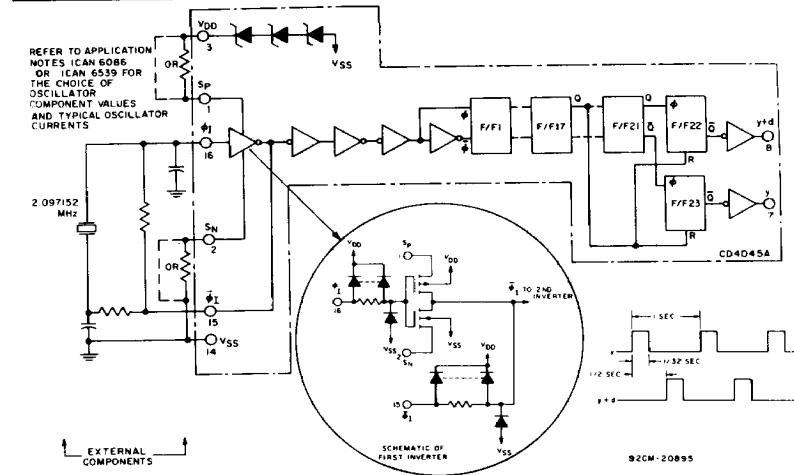 REFER TO APPLICATION
NOTES ICAN 6086
OR ICAN 6539 FOR
THE CHOICE OF
OSCILLATOR
COMPONENT VALUES
AND TYPICAL OSCILLATOR
CURRENTS
VDD
3
VSS
OR
SP
1
ϕI
16
2.097152
MHz
SN
2
OR
ϕ̅I
15
VSS
14
ϕ
ϕ̅
F/F1
F/F17
Q
F/F21
Q
Q̅
ϕ
F/F22
Q̅
R
y+d
8
ϕ
F/F23
Q̅
R
y
7
CD4045A
SP
1
VDD
VDD
ϕI
16
ϕ̅I TO 2ND
INVERTER
VSS
VSS
2
SN
VDD
15
ϕ̅I
VSS
SCHEMATIC OF
FIRST INVERTER
EXTERNAL
COMPONENTS
1 SEC
y
1/32 SEC
1/2 SEC
y+d
92CM-20895